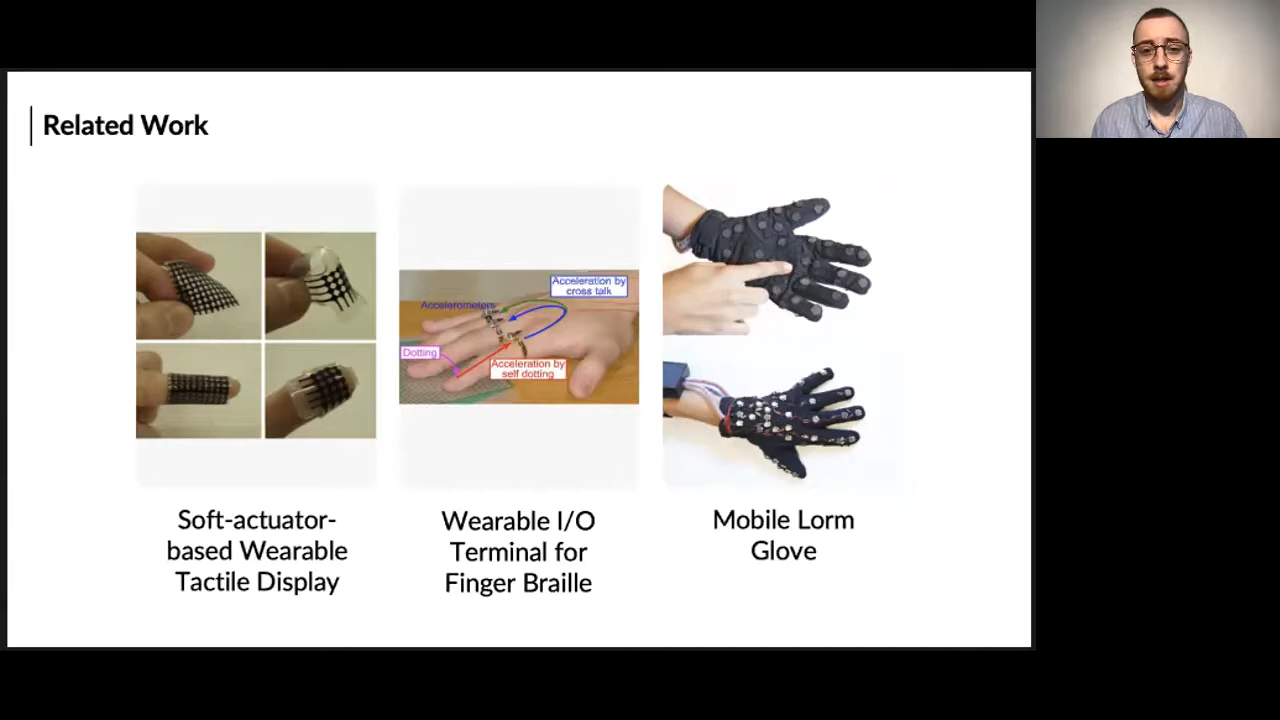 Related Work
Acceleration by
cross talk
Accelerometers
Dotting
Acceleration by
self dotting
Soft-actuator-
based Wearable
Tactile Display
Wearable I/O
Terminal for
Finger Braille
Mobile Lorm
Glove